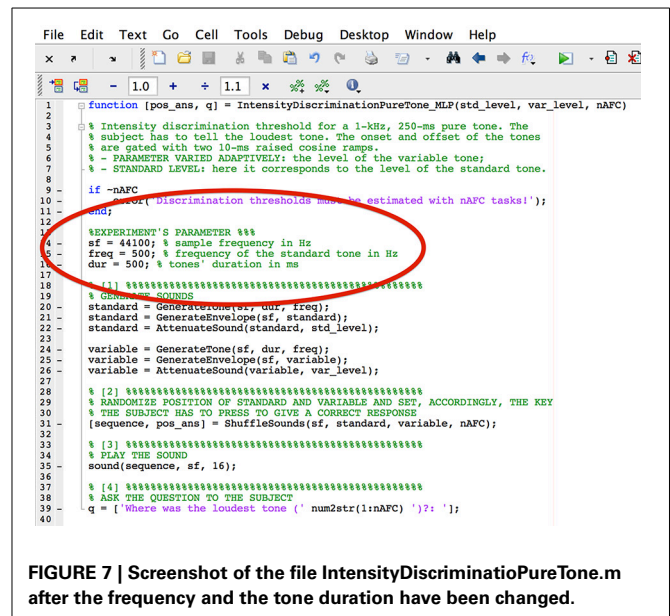 File Edit Text Go Cell Tools Debug Desktop Window Help
- 1.0 + ÷ 1.1 ×
1 function [pos_ans, q] = IntensityDiscriminationPureTone_MLP(std_level, var_level, nAFC)
2
3 % Intensity discrimination threshold for a 1-kHz, 250-ms pure tone. The
4 % subject has to tell the loudest tone. The onset and offset of the tones
5 % are gated with two 10-ms raised cosine ramps.
6 % - PARAMETER VARIED ADAPTIVELY: the level of the variable tone;
7 % - STANDARD LEVEL: here it corresponds to the level of the standard tone.
8
9 - if ~nAFC
10 - error('Discrimination thresholds must be estimated with nAFC tasks!');
11 - end;
12
%EXPERIMENT'S PARAMETER %%%
sf = 44100; % sample frequency in Hz
freq = 500; % frequency of the standard tone in Hz
dur = 500; % tones' duration in ms
17
18 % [1] %%%%%%%%%%%%%%%%%%%%%%%%%%%%%%%%%%%%%%%%%%%%%%%
19 % GENERATE SOUNDS
20 - standard = GenerateTone(sf, dur, freq);
21 - standard = GenerateEnvelope(sf, standard);
22 - standard = AttenuateSound(standard, std_level);
23
24 - variable = GenerateTone(sf, dur, freq);
25 - variable = GenerateEnvelope(sf, variable);
26 - variable = AttenuateSound(variable, var_level);
27
28 % [2] %%%%%%%%%%%%%%%%%%%%%%%%%%%%%%%%%%%%%%%%%%%%%%%
29 % RANDOMIZE POSITION OF STANDARD AND VARIABLE AND SET, ACCORDINGLY, THE KEY
30 % THE SUBJECT HAS TO PRESS TO GIVE A CORRECT RESPONSE
31 - [sequence, pos_ans] = ShuffleSounds(sf, standard, variable, nAFC);
32
33 % [3] %%%%%%%%%%%%%%%%%%%%%%%%%%%%%%%%%%%%%%%%%%%%%%%
34 % PLAY THE SOUND
35 - sound(sequence, sf, 16);
36
37 % [4] %%%%%%%%%%%%%%%%%%%%%%%%%%%%%%%%%%%%%%%%%%%%%%%
38 % ASK THE QUESTION TO THE SUBJECT
39 - q = ['Where was the loudest tone (' num2str(1:nAFC) ')?: '];
40
FIGURE 7 | Screenshot of the file IntensityDiscriminatioPureTone.m
after the frequency and the tone duration have been changed.